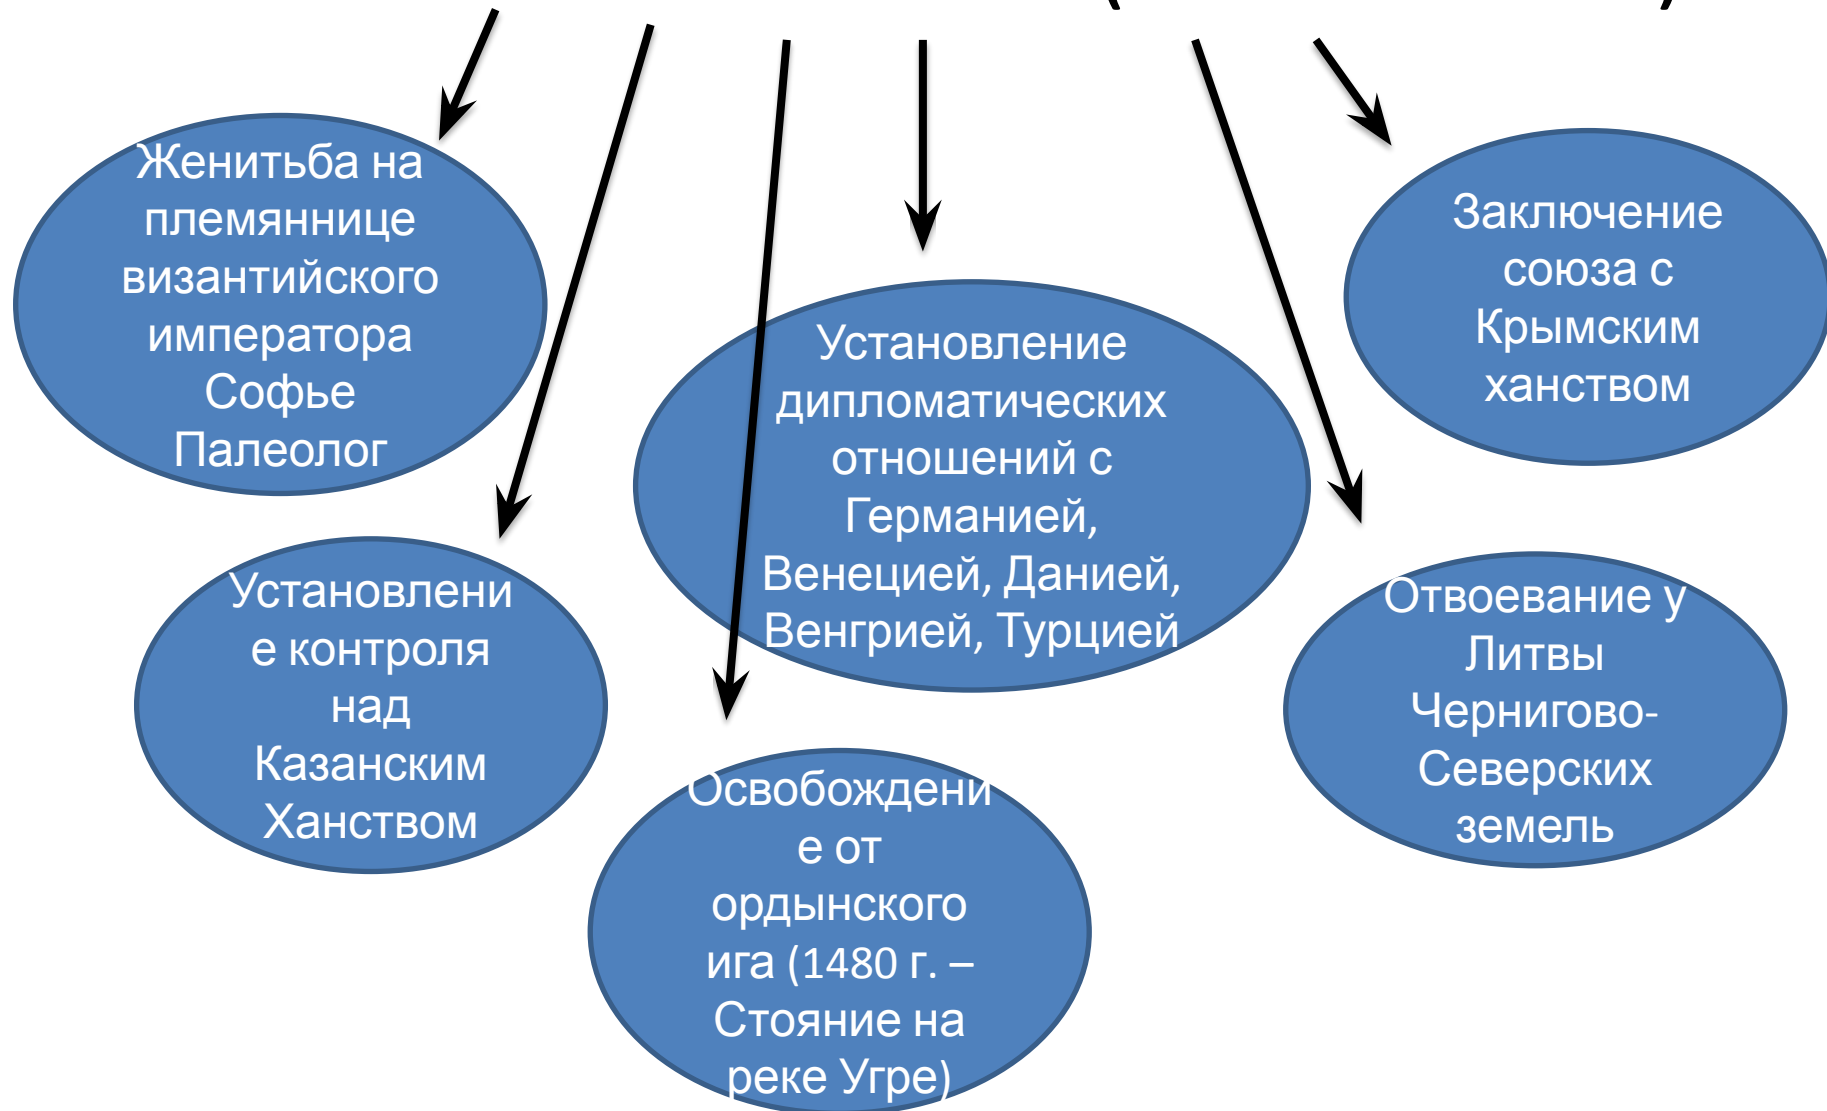 Женитьба на
племяннице
византийского
императора
Софье
Палеолог
Установлени
е контроля
над
Казанским
Ханством
Освобождени
е от
ордынского
ига (1480 г. –
Стояние на
реке Угре)
Установление
дипломатических
отношений с
Германией,
Венецией, Данией,
Венгрией, Турцией
Отвоевание у
Литвы
Чернигово-
Северских
земель
Заключение
союза с
Крымским
ханством